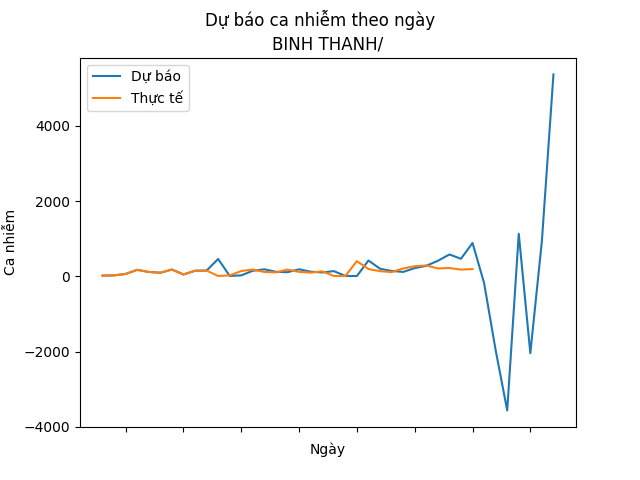 Dự báo ca nhiễm theo ngày
BINH THANH/
Dự báo
Thực tế
4000
2000
0
−2000
−4000
Ca nhiễm
Ngày